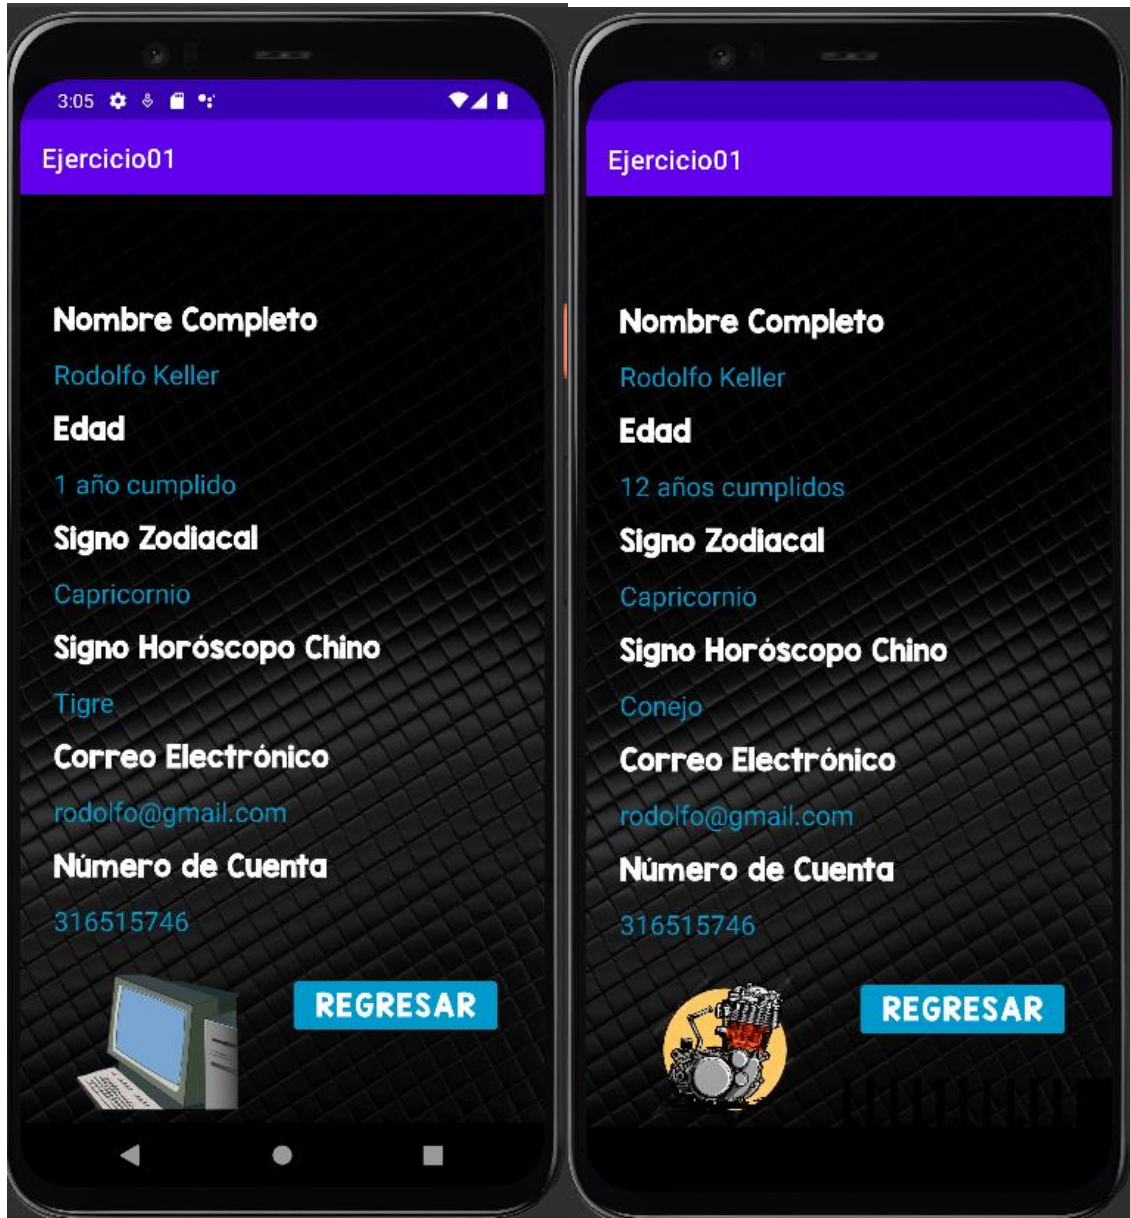 3:05
Ejercicio01
Nombre Completo
Rodolfo Keller
Edad
1 año cumplido
Signo Zodiacal
Capricornio
Signo Horóscopo Chino
Tigre
Correo Electrónico
rodolfo@gmail.com
Número de Cuenta
316515746
REGRESAR
Ejercicio01
Nombre Completo
Rodolfo Keller
Edad
12 años cumplidos
Signo Zodiacal
Capricornio
Signo Horóscopo Chino
Conejo
Correo Electrónico
rodolfo@gmail.com
Número de Cuenta
316515746
REGRESAR